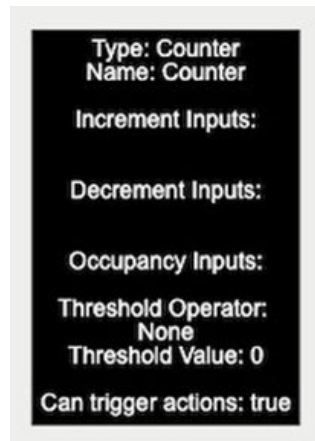 Type: Counter
Name: Counter
Increment Inputs:
Decrement Inputs:
Occupancy Inputs:
Threshold Operator:
None
Threshold Value: 0
Can trigger actions: true